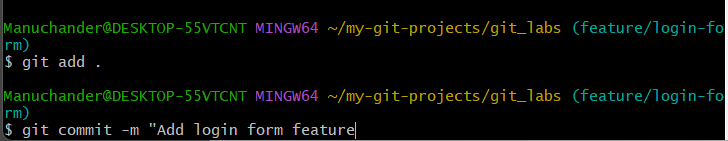 Manuchander@DESKTOP-55VTCNT MINGW64 ~/my-git-projects/git_labs (feature/login-fo
rm)
$ git add .
Manuchander@DESKTOP-55VTCNT MINGW64 ~/my-git-projects/git_labs (feature/login-fo
rm)
$ git commit -m "Add login form feature